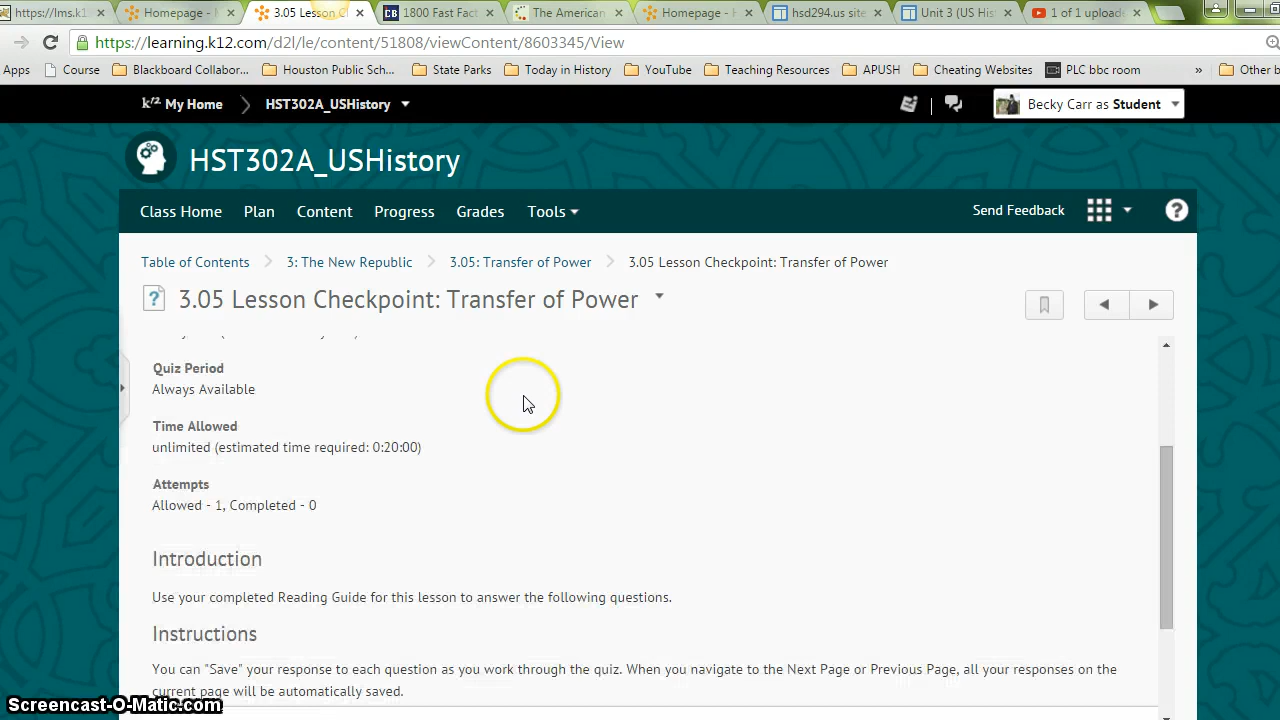 https://lms.k1
Homepage - M
3.05 Lesson Cl
1800 Fast Fact
The American
Homepage - H
hsd294.us site
Unit 3 (US His
1 of 1 upload
https://learning.k12.com/d2l/le/content/51808/viewContent/8603345/View
Apps Course Blackboard Collabor... Houston Public Sch... State Parks Today in History YouTube Teaching Resources APUSH Cheating Websites PLC bbc room » Other b
k12 My Home HST302A_USHistory Becky Carr as Student
HST302A_USHistory
Class Home Plan Content Progress Grades Tools Send Feedback ?
Table of Contents 3: The New Republic 3.05: Transfer of Power 3.05 Lesson Checkpoint: Transfer of Power
? 3.05 Lesson Checkpoint: Transfer of Power
Quiz Period
Always Available
Time Allowed
unlimited (estimated time required: 0:20:00)
Attempts
Allowed - 1, Completed - 0
Introduction
Use your completed Reading Guide for this lesson to answer the following questions.
Instructions
You can "Save" your response to each question as you work through the quiz. When you navigate to the Next Page or Previous Page, all your responses on the
current page will be automatically saved.
Screencast-O-Matic.com